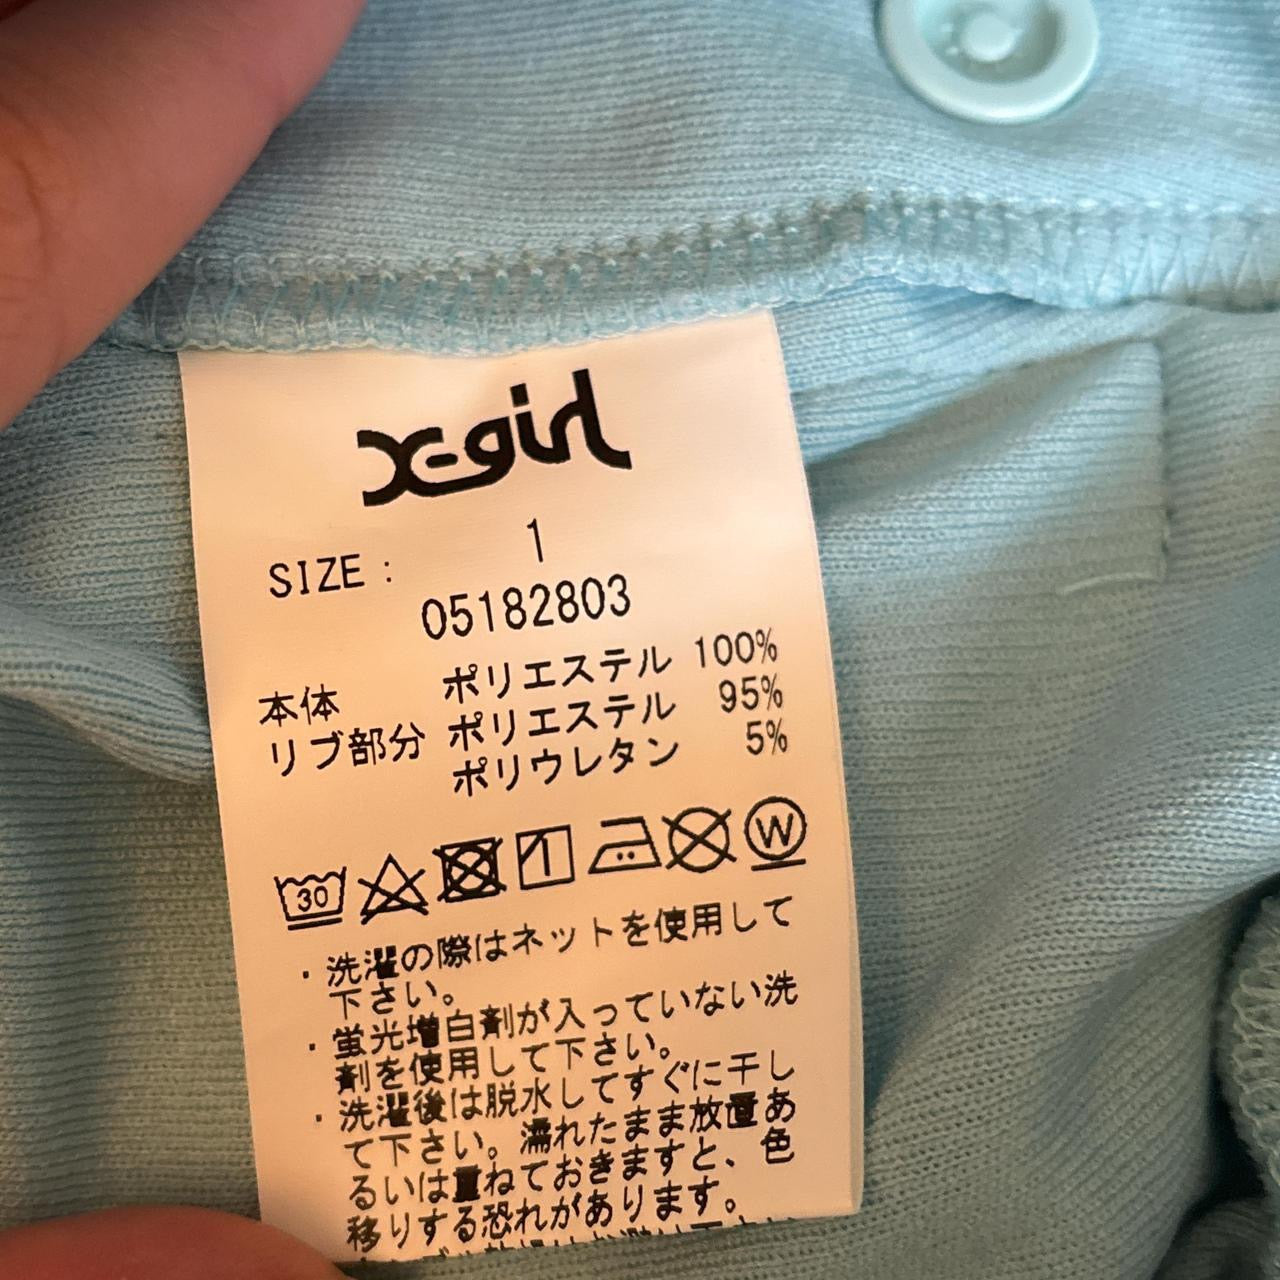 X-girl
SIZE : 1
05182803
本体 ポリエステル 100%
リブ部分 ポリエステル 95%
ポリウレタン 5%
30
W
・洗濯の際はネットを使用して
下さい。
・蛍光増白剤が入っていない洗
剤を使用して下さい。
・洗濯後は脱水してすぐに干し
て下さい。濡れたまま放置あ
るいは重ねておきますと、色
移りする恐れがあります。